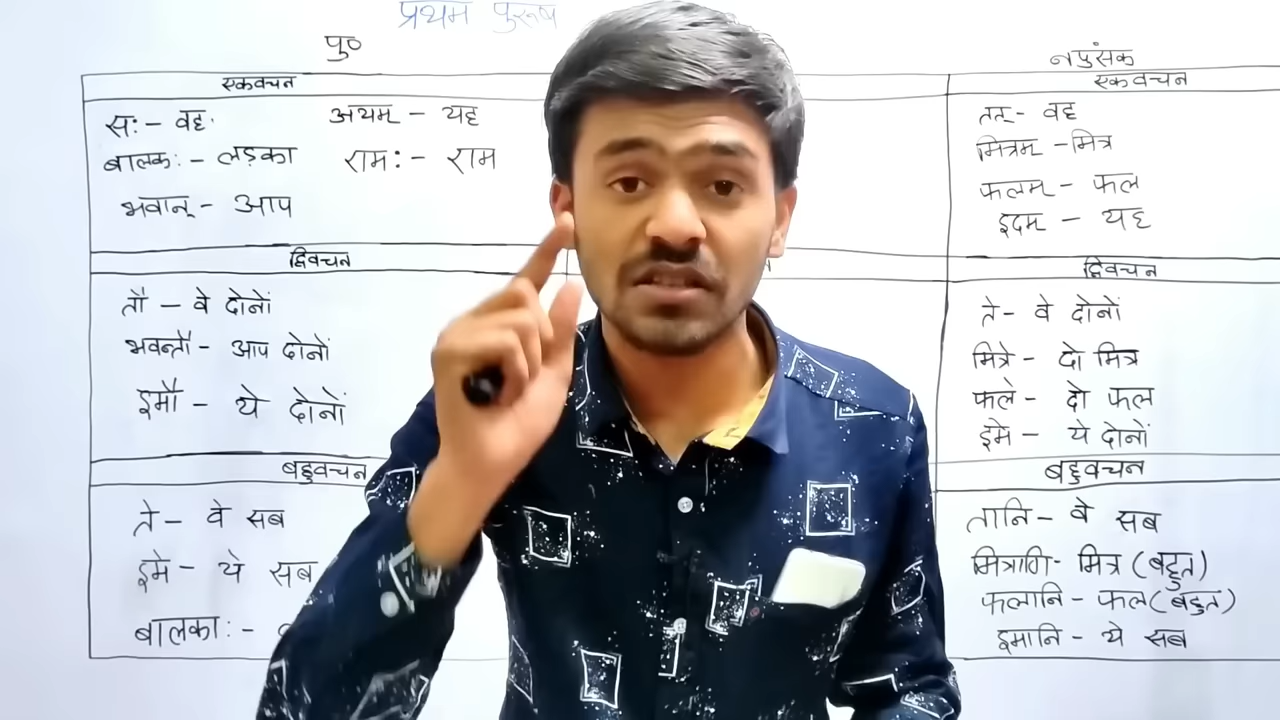 प्रथम पुरूष
पु०
एकवचन
सः - वह
अयम् - यह
बालकः - लड़का
रामः - राम
भवान् - आप
द्विवचन
तौ - वे दोनों
भवन्तौ - आप दोनों
इमौ - ये दोनों
बहुवचन
ते - वे सब
इमे - ये सब
बालकाः -
नपुंसक
एकवचन
तत् - वह
मित्रम् - मित्र
फलम् - फल
इदम् - यह
द्विवचन
ते - वे दोनों
मित्रे - दो मित्र
फले - दो फल
इमे - ये दोनों
बहुवचन
तानि - वे सब
मित्राणि - मित्र (बहुत)
फलानि - फल (बहुत)
इमानि - ये सब